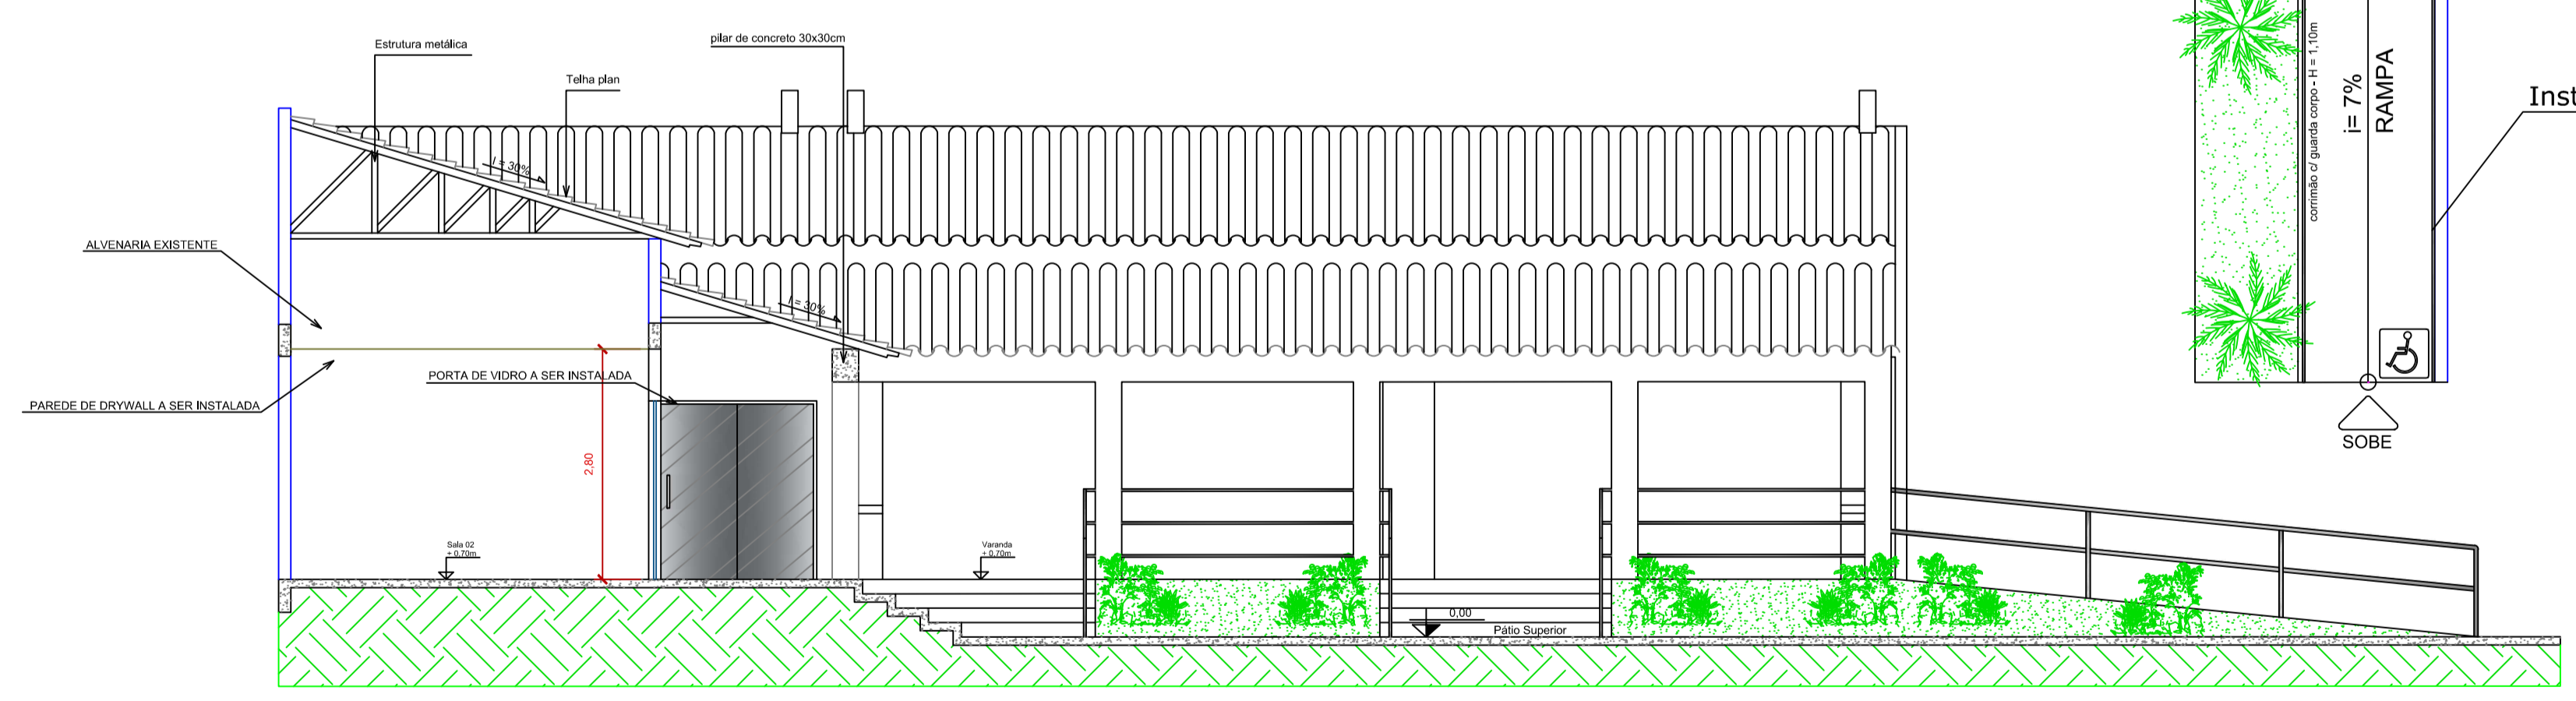 Estrutura metálica
pilar de concreto 30x30cm
Telha plan
I = 30%
I = 30%
ALVENARIA EXISTENTE
PORTA DE VIDRO A SER INSTALADA
PAREDE DE DRYWALL A SER INSTALADA
2,80
Sala 02
+ 0,70m
Varanda
+ 0,70m
0,00
Pátio Superior
corrimão c/ guarda corpo - H = 1,10m
i= 7%
RAMPA
Inst
SOBE